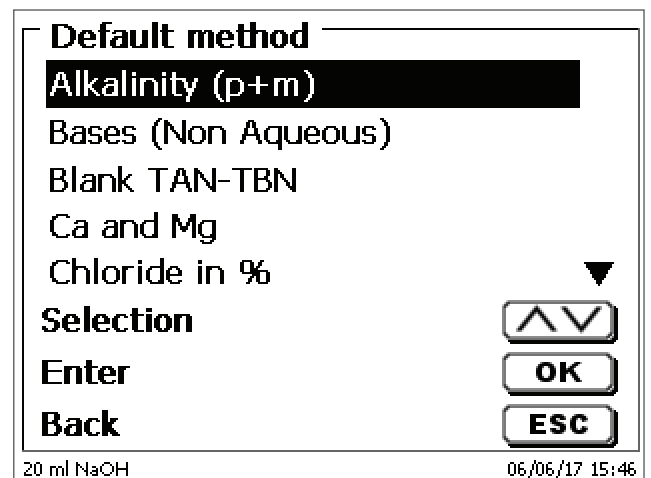 Default method
Alkalinity (p+m)
Bases (Non Aqueous)
Blank TAN-TBN
Ca and Mg
Chloride in %
Selection
Enter OK
Back ESC
20 ml NaOH 06/06/17 15:46